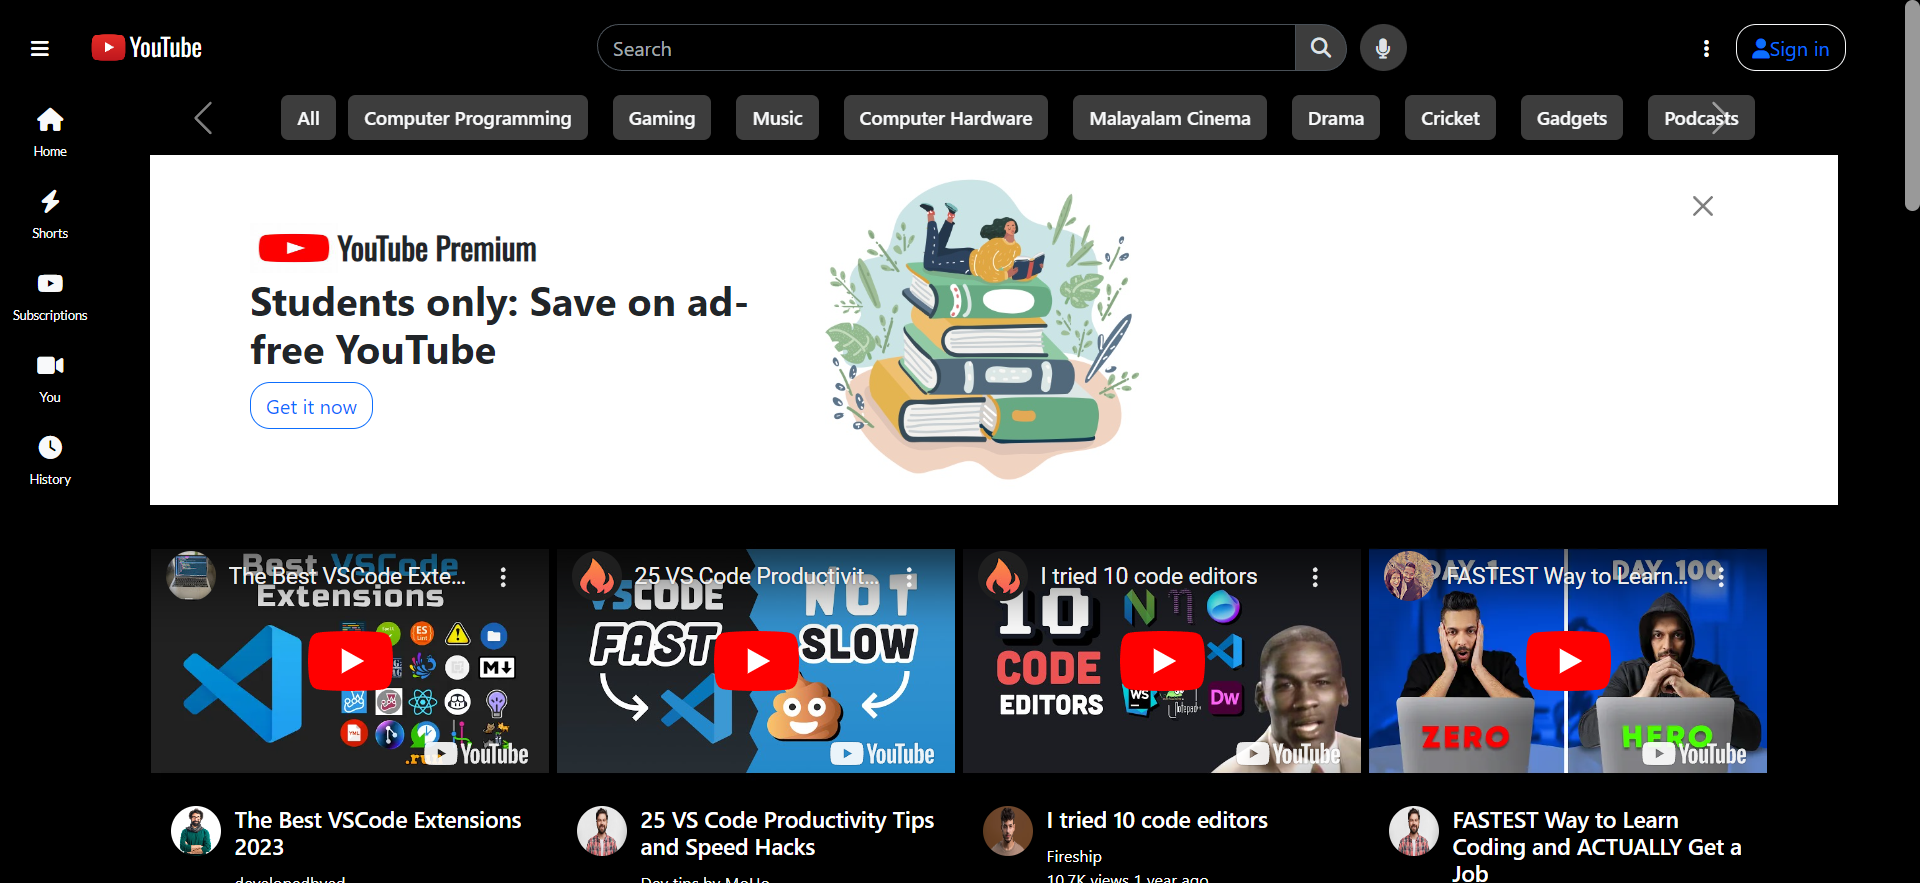 YouTube
Search
Sign in
All
Computer Programming
Gaming
Music
Computer Hardware
Malayalam Cinema
Drama
Cricket
Gadgets
Podcasts
Home
Shorts
Subscriptions
You
History
YouTube Premium
Students only: Save on ad-
free YouTube
Get it now
Best VSCode
The Best VSCode Exte...
Extensions
ES
M
YML
YouTube
25 VS Code Productivit...
VSCODE
NOT
FAST
SLOW
YouTube
I tried 10 code editors
10
CODE
EDITORS
WS
Dw
YouTube
DAY 1
DAY 100
FASTEST Way to Learn...
ZERO
HERO
YouTube
The Best VSCode Extensions
2023
developedbyed
25 VS Code Productivity Tips
and Speed Hacks
Dev tips by MoHo
I tried 10 code editors
Fireship
10.7K views 1 year ago
FASTEST Way to Learn
Coding and ACTUALLY Get a
Job